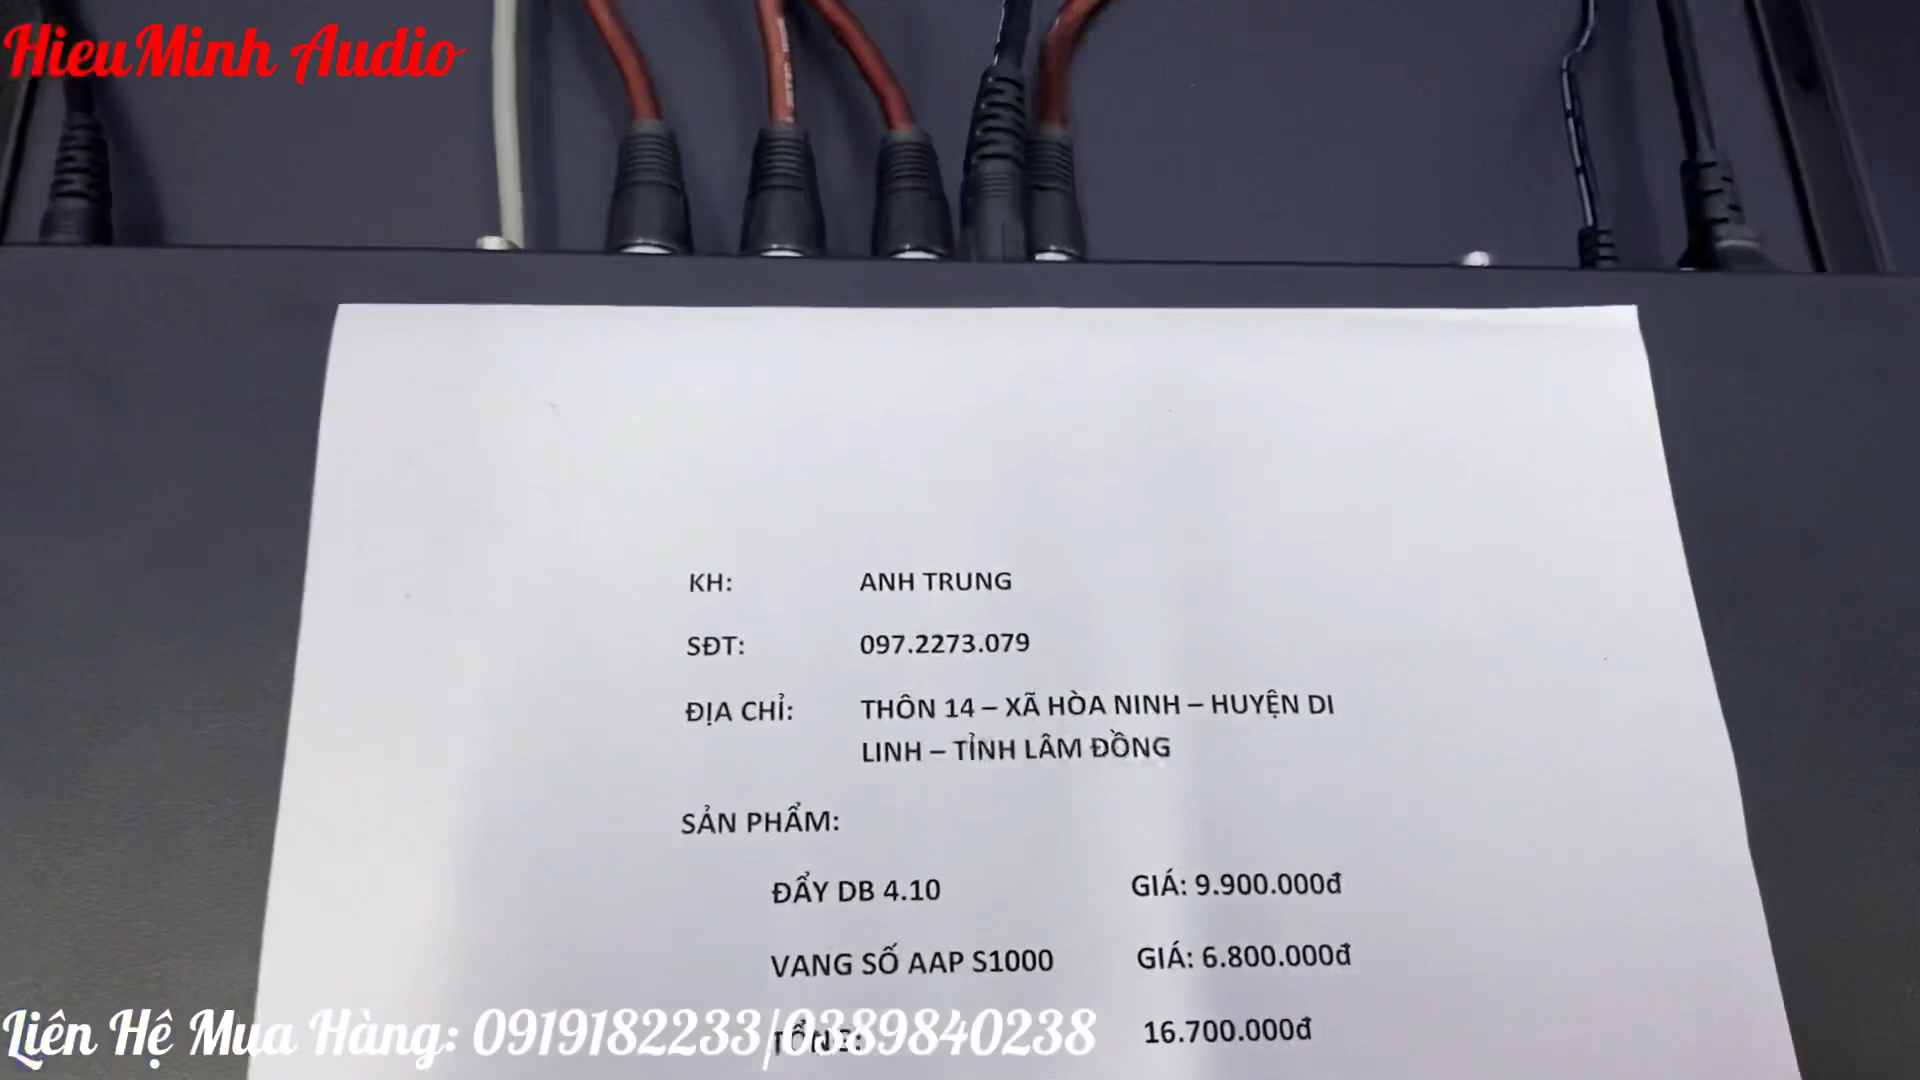 HieuMinh Audio
KH: ANH TRUNG
SĐT: 097.2273.079
ĐỊA CHỈ: THÔN 14 – XÃ HÒA NINH – HUYỆN DI
LINH – TỈNH LÂM ĐỒNG
SẢN PHẨM:
ĐẨY DB 4.10 GIÁ: 9.900.000đ
VANG SỐ AAP S1000 GIÁ: 6.800.000đ
TỔNG: 16.700.000đ
Liên Hệ Mua Hàng: 0919182233/0389840238